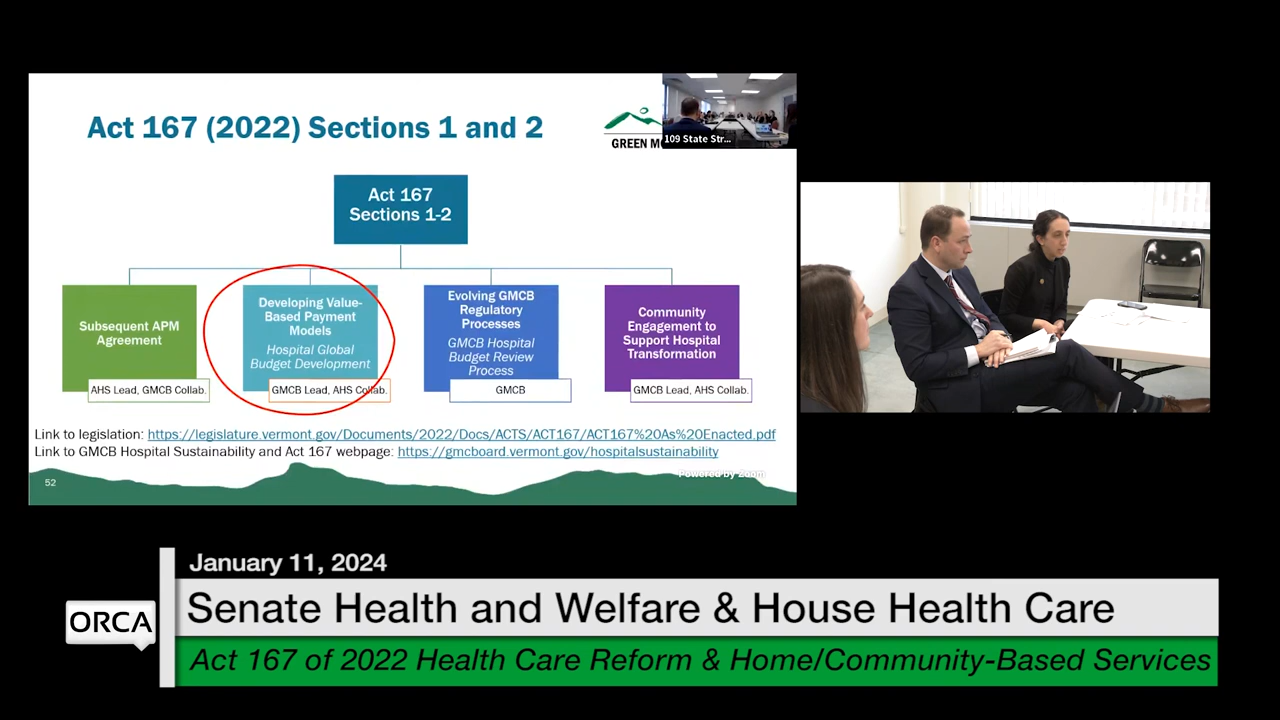 Act 167 (2022) Sections 1 and 2
GREEN
109 State Str...
Act 167
Sections 1-2
Subsequent APM
Agreement
AHS Lead, GMCB Collab.
Developing Value-
Based Payment
Models
Hospital Global
Budget Development
GMCB Lead, AHS Collab.
Evolving GMCB
Regulatory
Processes
GMCB Hospital
Budget Review
Process
GMCB
Community
Engagement to
Support Hospital
Transformation
GMCB Lead, AHS Collab.
Link to legislation: https://legislature.vermont.gov/Documents/2022/Docs/ACTS/ACT167/ACT167%20As%20Enacted.pdf
Link to GMCB Hospital Sustainability and Act 167 webpage: https://gmcboard.vermont.gov/hospitalsustainability
Powered by Zoom
52
January 11, 2024
ORCA
Senate Health and Welfare & House Health Care
Act 167 of 2022 Health Care Reform & Home/Community-Based Services